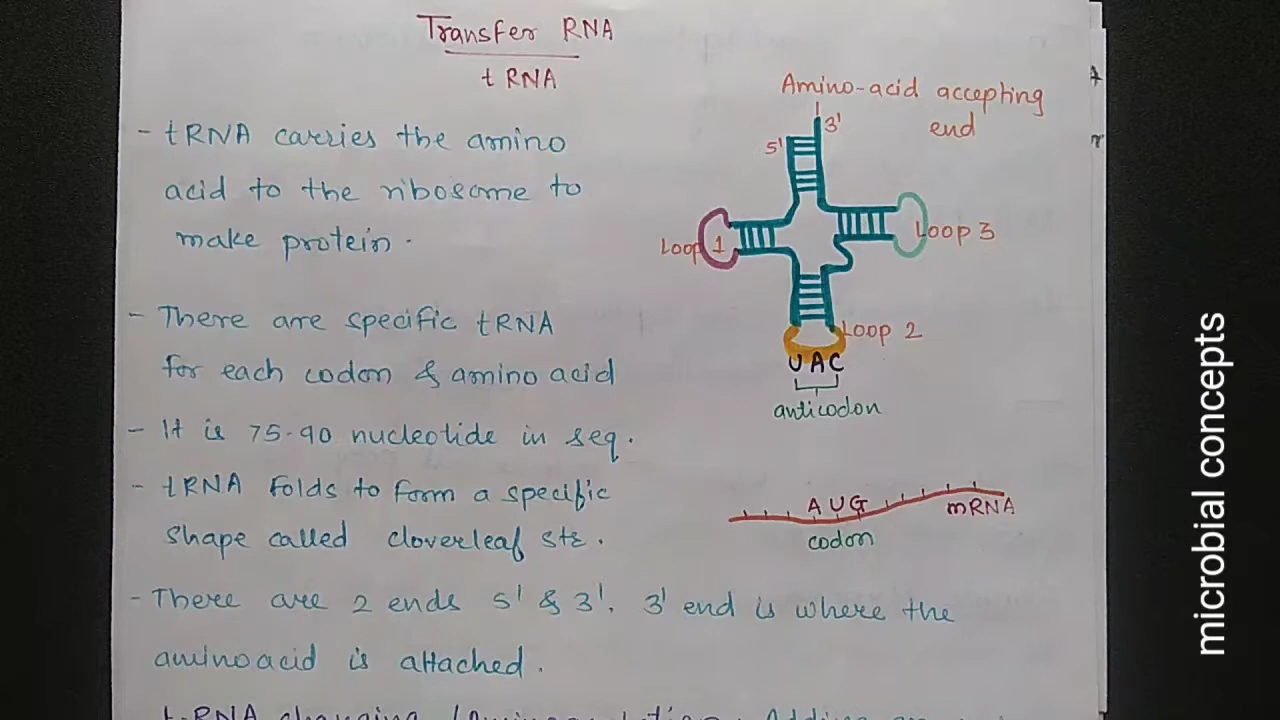 Transfer RNA
tRNA
- tRNA carries the amino
acid to the ribosome to
make protein.
- There are specific tRNA
for each codon & amino acid
- It is 75-90 nucleotide in seq.
- tRNA Folds to form a specific
shape called cloverleaf str.
- There are 2 ends 5' & 3'. 3' end is where the
aminoacid is attached.
Amino-acid accepting
end
3'
5'
Loop 1
Loop 3
Loop 2
UAC
anticodon
AUG
mRNA
codon
microbial concepts